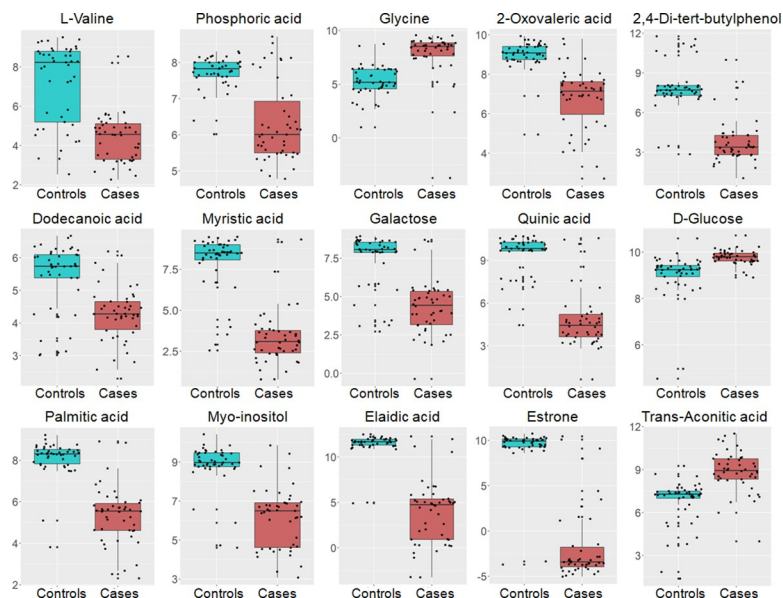 L-Valine
Phosphoric acid
Glycine
2-Oxovaleric acid
2,4-Di-tert-butylphenol
8
6
4
2
Controls Cases
8
7
6
5
Controls Cases
5
0
Controls Cases
10
8
6
4
Controls Cases
12
9
6
3
Controls Cases
Dodecanoic acid
Myristic acid
Galactose
Quinic acid
D-Glucose
6
5
4
3
Controls Cases
7.5
5.0
2.5
Controls Cases
7.5
5.0
2.5
0.0
Controls Cases
9
6
3
Controls Cases
10
8
6
Controls Cases
Palmitic acid
Myo-inositol
Elaidic acid
Estrone
Trans-Aconitic acid
8
6
4
2
Controls Cases
9
7
5
3
Controls Cases
10
5
0
Controls Cases
10
5
0
-5
Controls Cases
12
9
6
3
Controls Cases